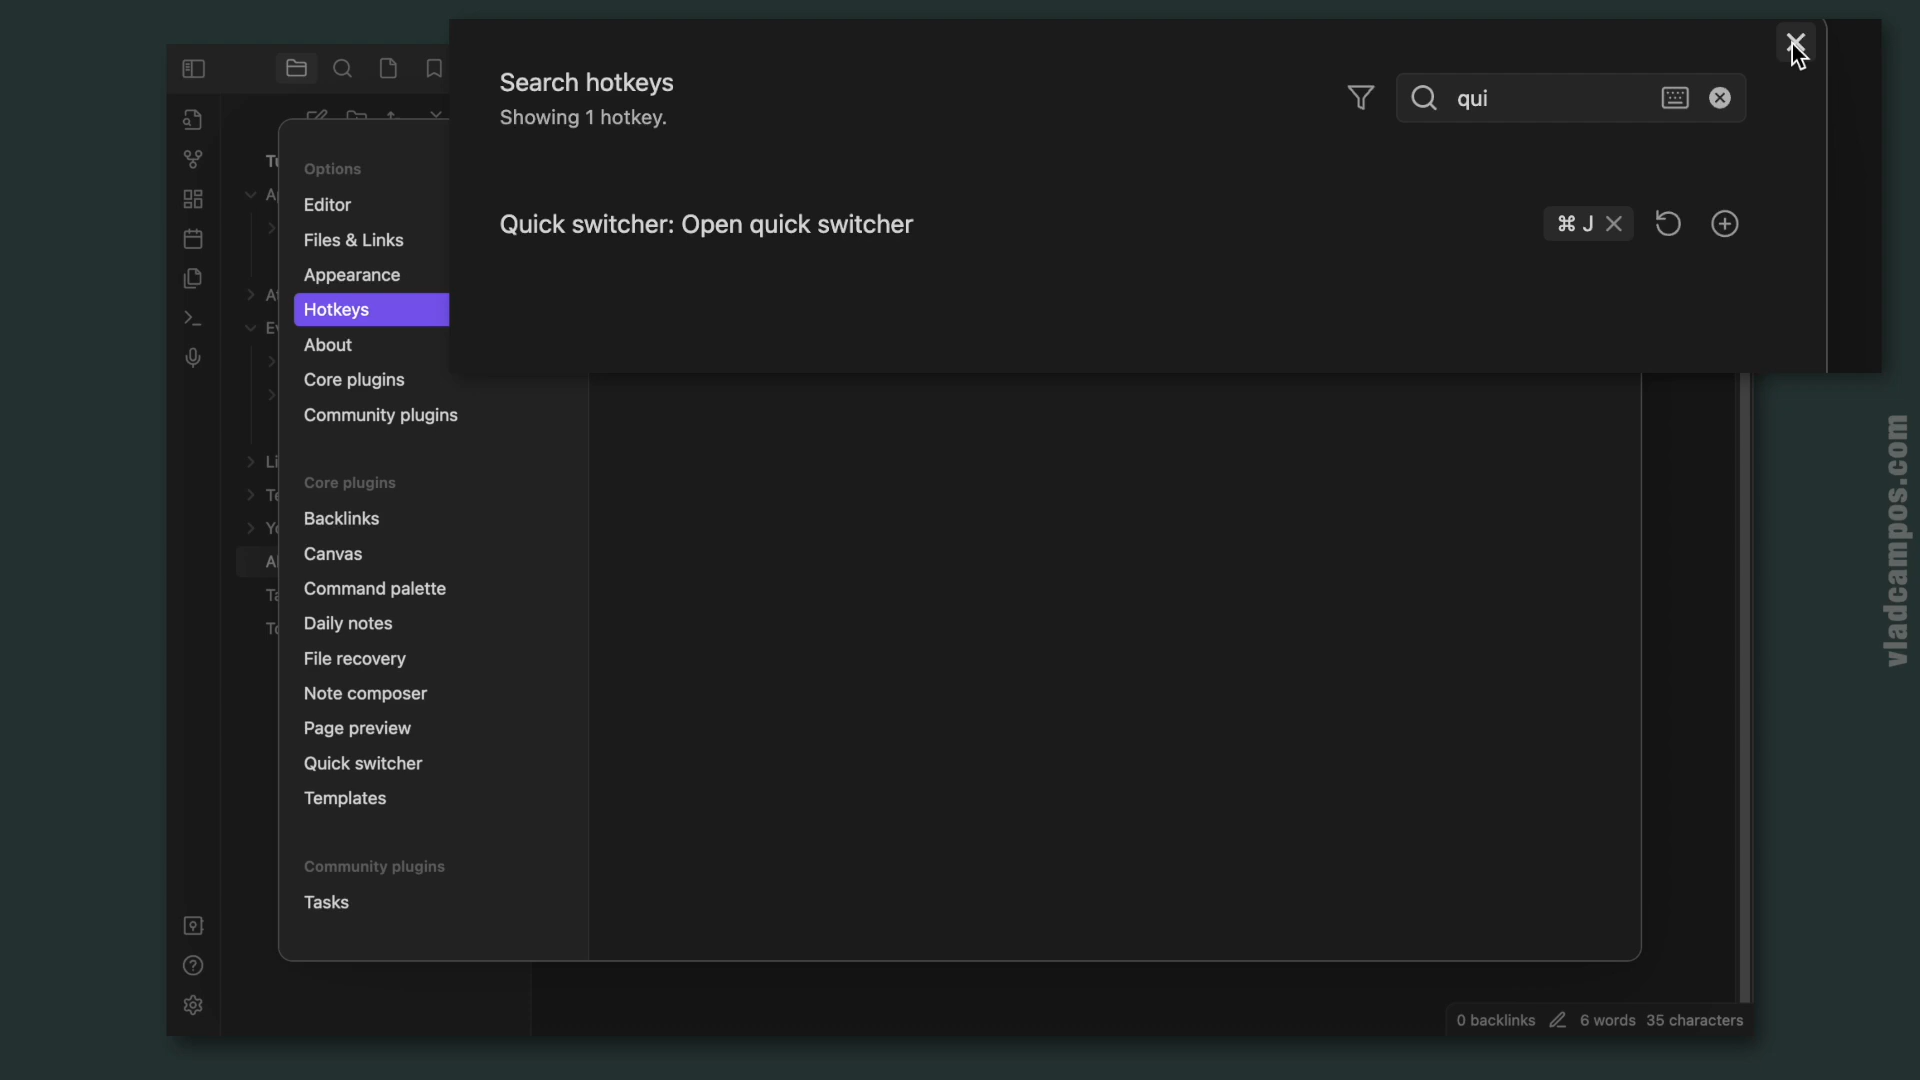 Search hotkeys
Showing 1 hotkey.
qui
Quick switcher: Open quick switcher
⌘ J
Options
Editor
Files & Links
Appearance
Hotkeys
About
Core plugins
Community plugins
Core plugins
Backlinks
Canvas
Command palette
Daily notes
File recovery
Note composer
Page preview
Quick switcher
Templates
Community plugins
Tasks
0 backlinks
6 words
35 characters
vladcampos.com